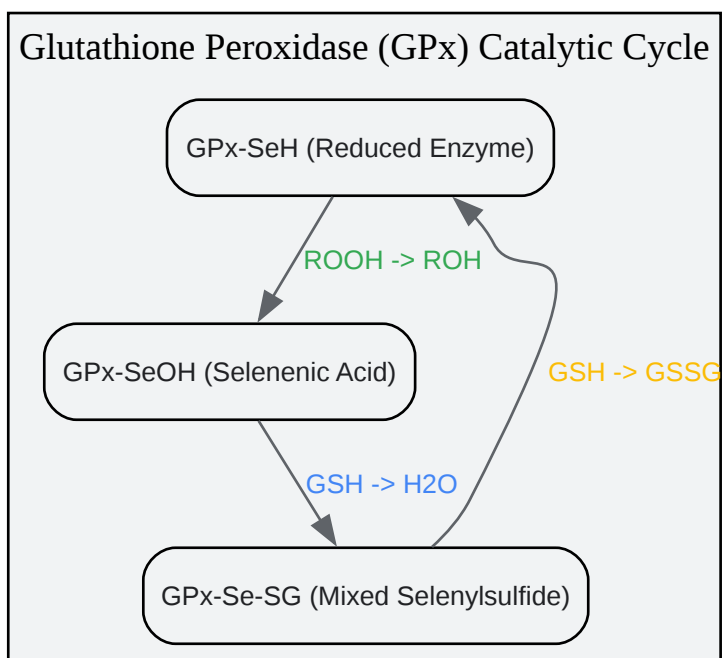 Glutathione Peroxidase (GPx) Catalytic Cycle
GPx-SeH (Reduced Enzyme)
ROOH -> ROH
GPx-SeOH (Selenenic Acid)
GSH -> GSSG
GSH -> H2O
GPx-Se-SG (Mixed Selenylsulfide)